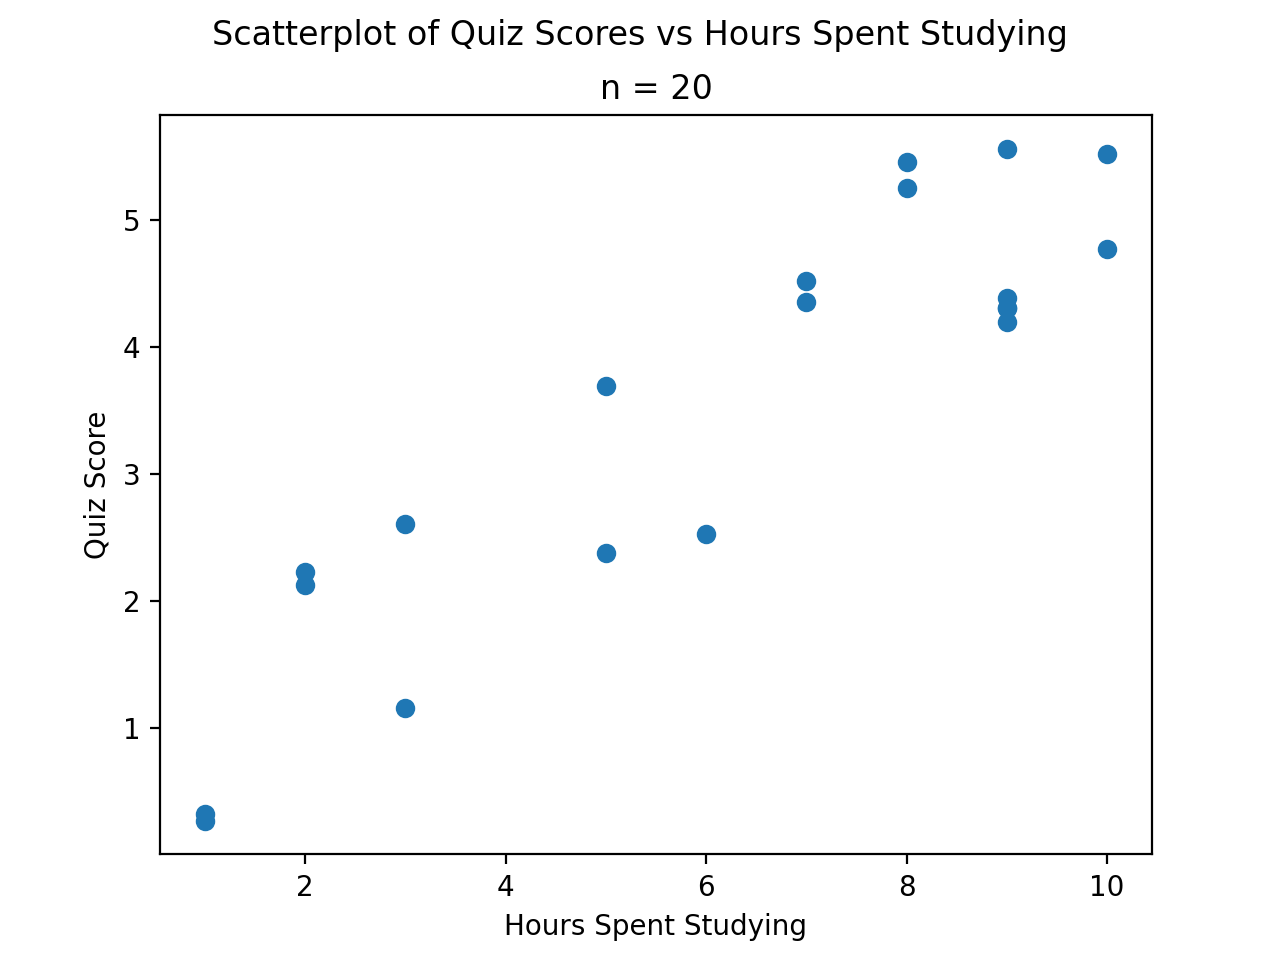 Scatterplot of Quiz Scores vs Hours Spent Studying
n = 20
5
4
3
2
1
Quiz Score
2 4 6 8 10
Hours Spent Studying